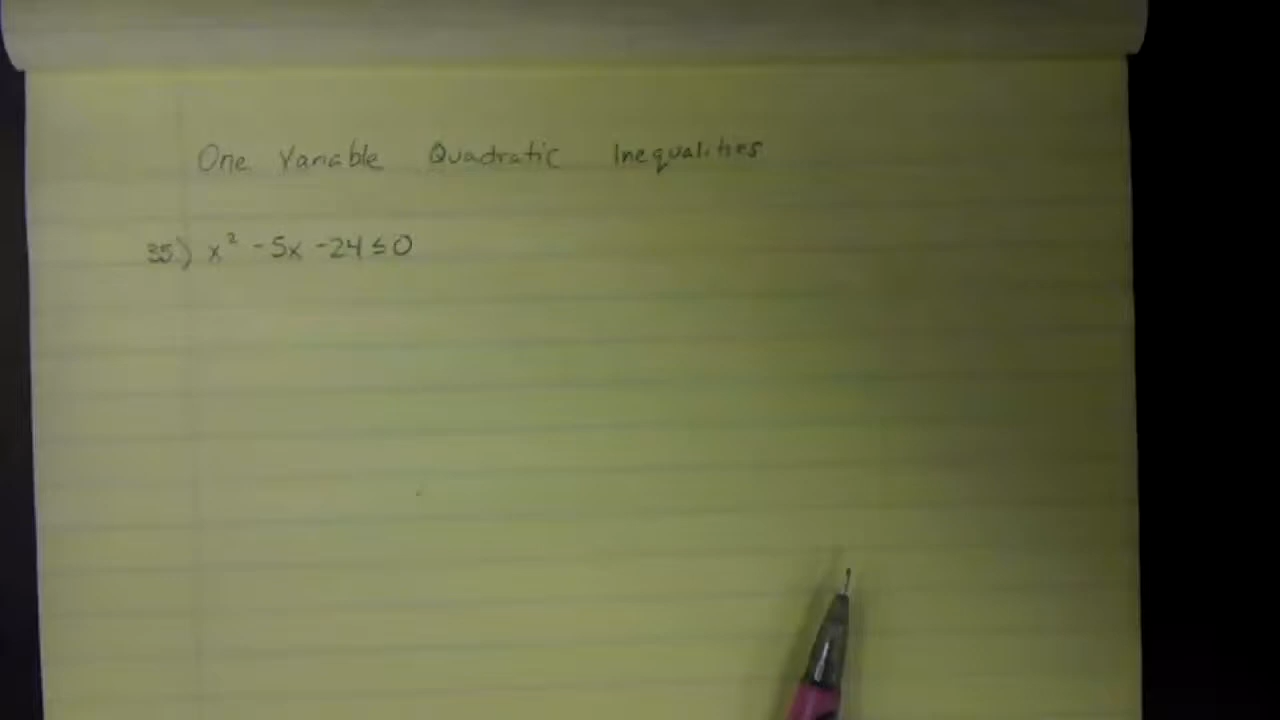 One Variable Quadratic Inequalities
35.) x² -5x -24≤0